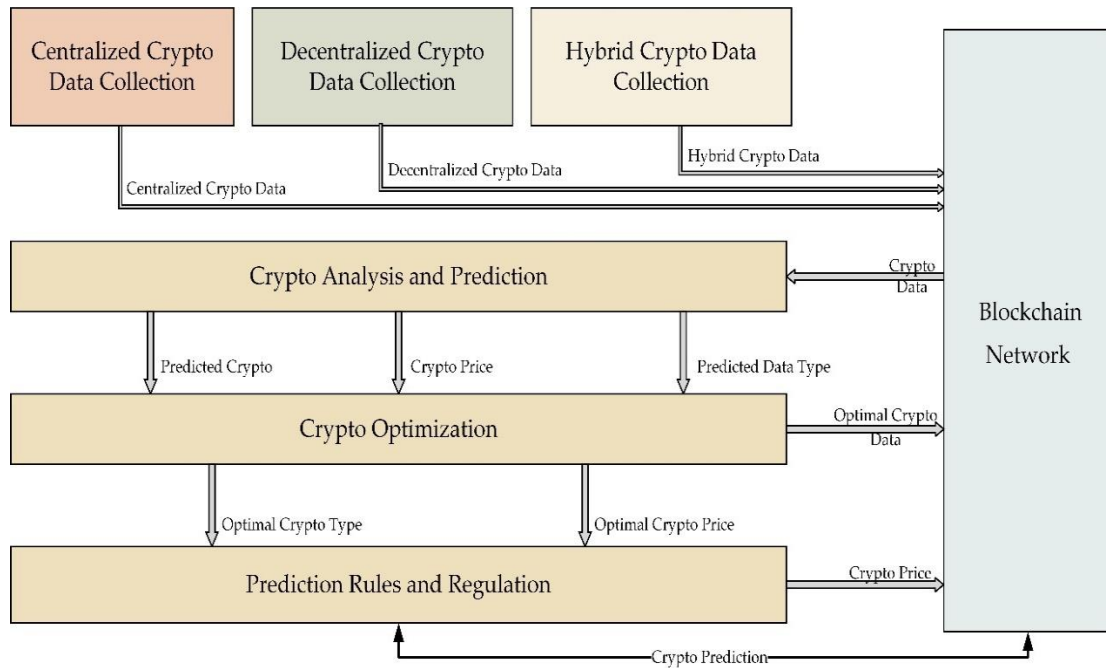 Centralized Crypto
Data Collection
Decentralized Crypto
Data Collection
Hybrid Crypto Data
Collection
Hybrid Crypto Data
Decentralized Crypto Data
Centralized Crypto Data
Crypto Analysis and Prediction
Crypto
Data
Blockchain
Network
Predicted Crypto
Crypto Price
Predicted Data Type
Crypto Optimization
Optimal Crypto
Data
Optimal Crypto Type
Optimal Crypto Price
Prediction Rules and Regulation
Crypto Price
Crypto Prediction